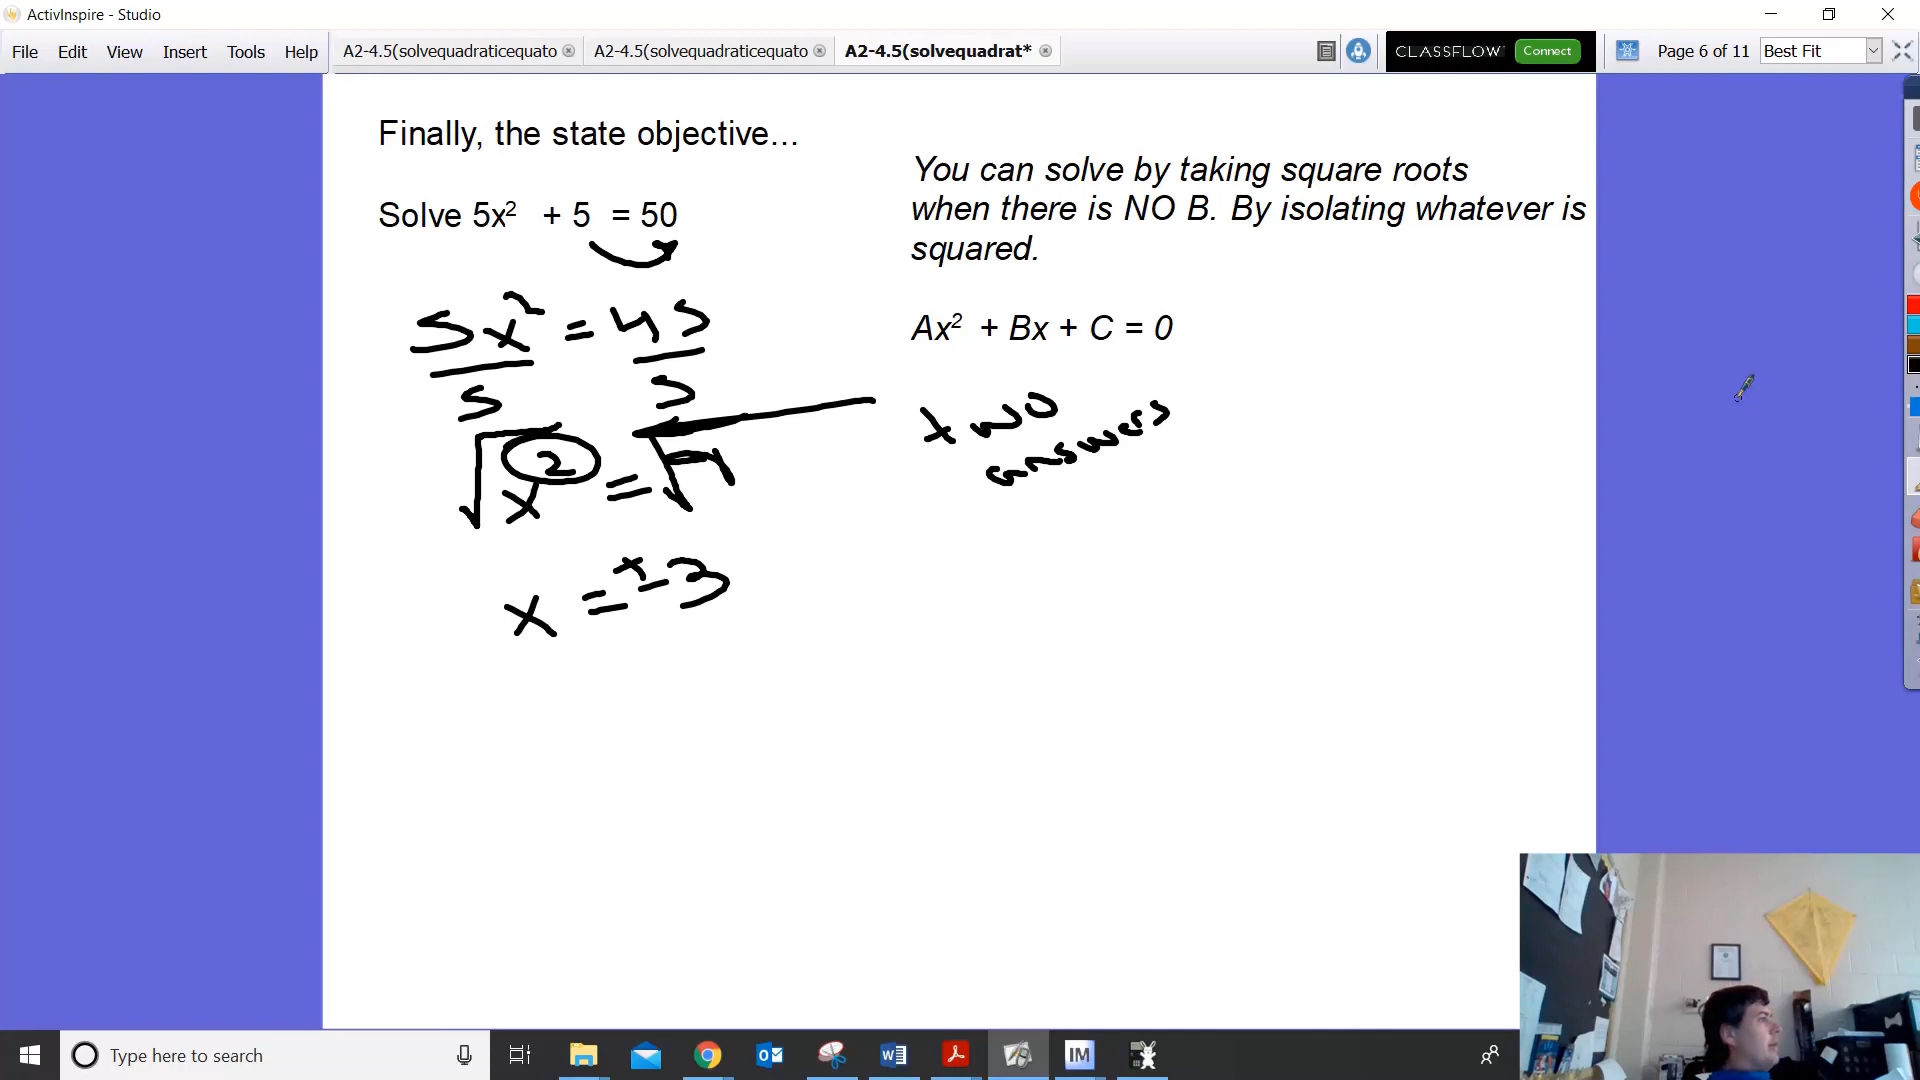 ActivInspire - Studio
File Edit View Insert Tools Help
A2-4.5(solvequadraticequato
A2-4.5(solvequadraticequato
A2-4.5(solvequadrat*
CLASSFLOW Connect
Page 6 of 11
Best Fit
Finally, the state objective...
Solve 5x² + 5 = 50
5x² = 45
5 5
√x² = √
x = +-3
You can solve by taking square roots
when there is NO B. By isolating whatever is
squared.
Ax² + Bx + C = 0
two
answers
Type here to search
IM